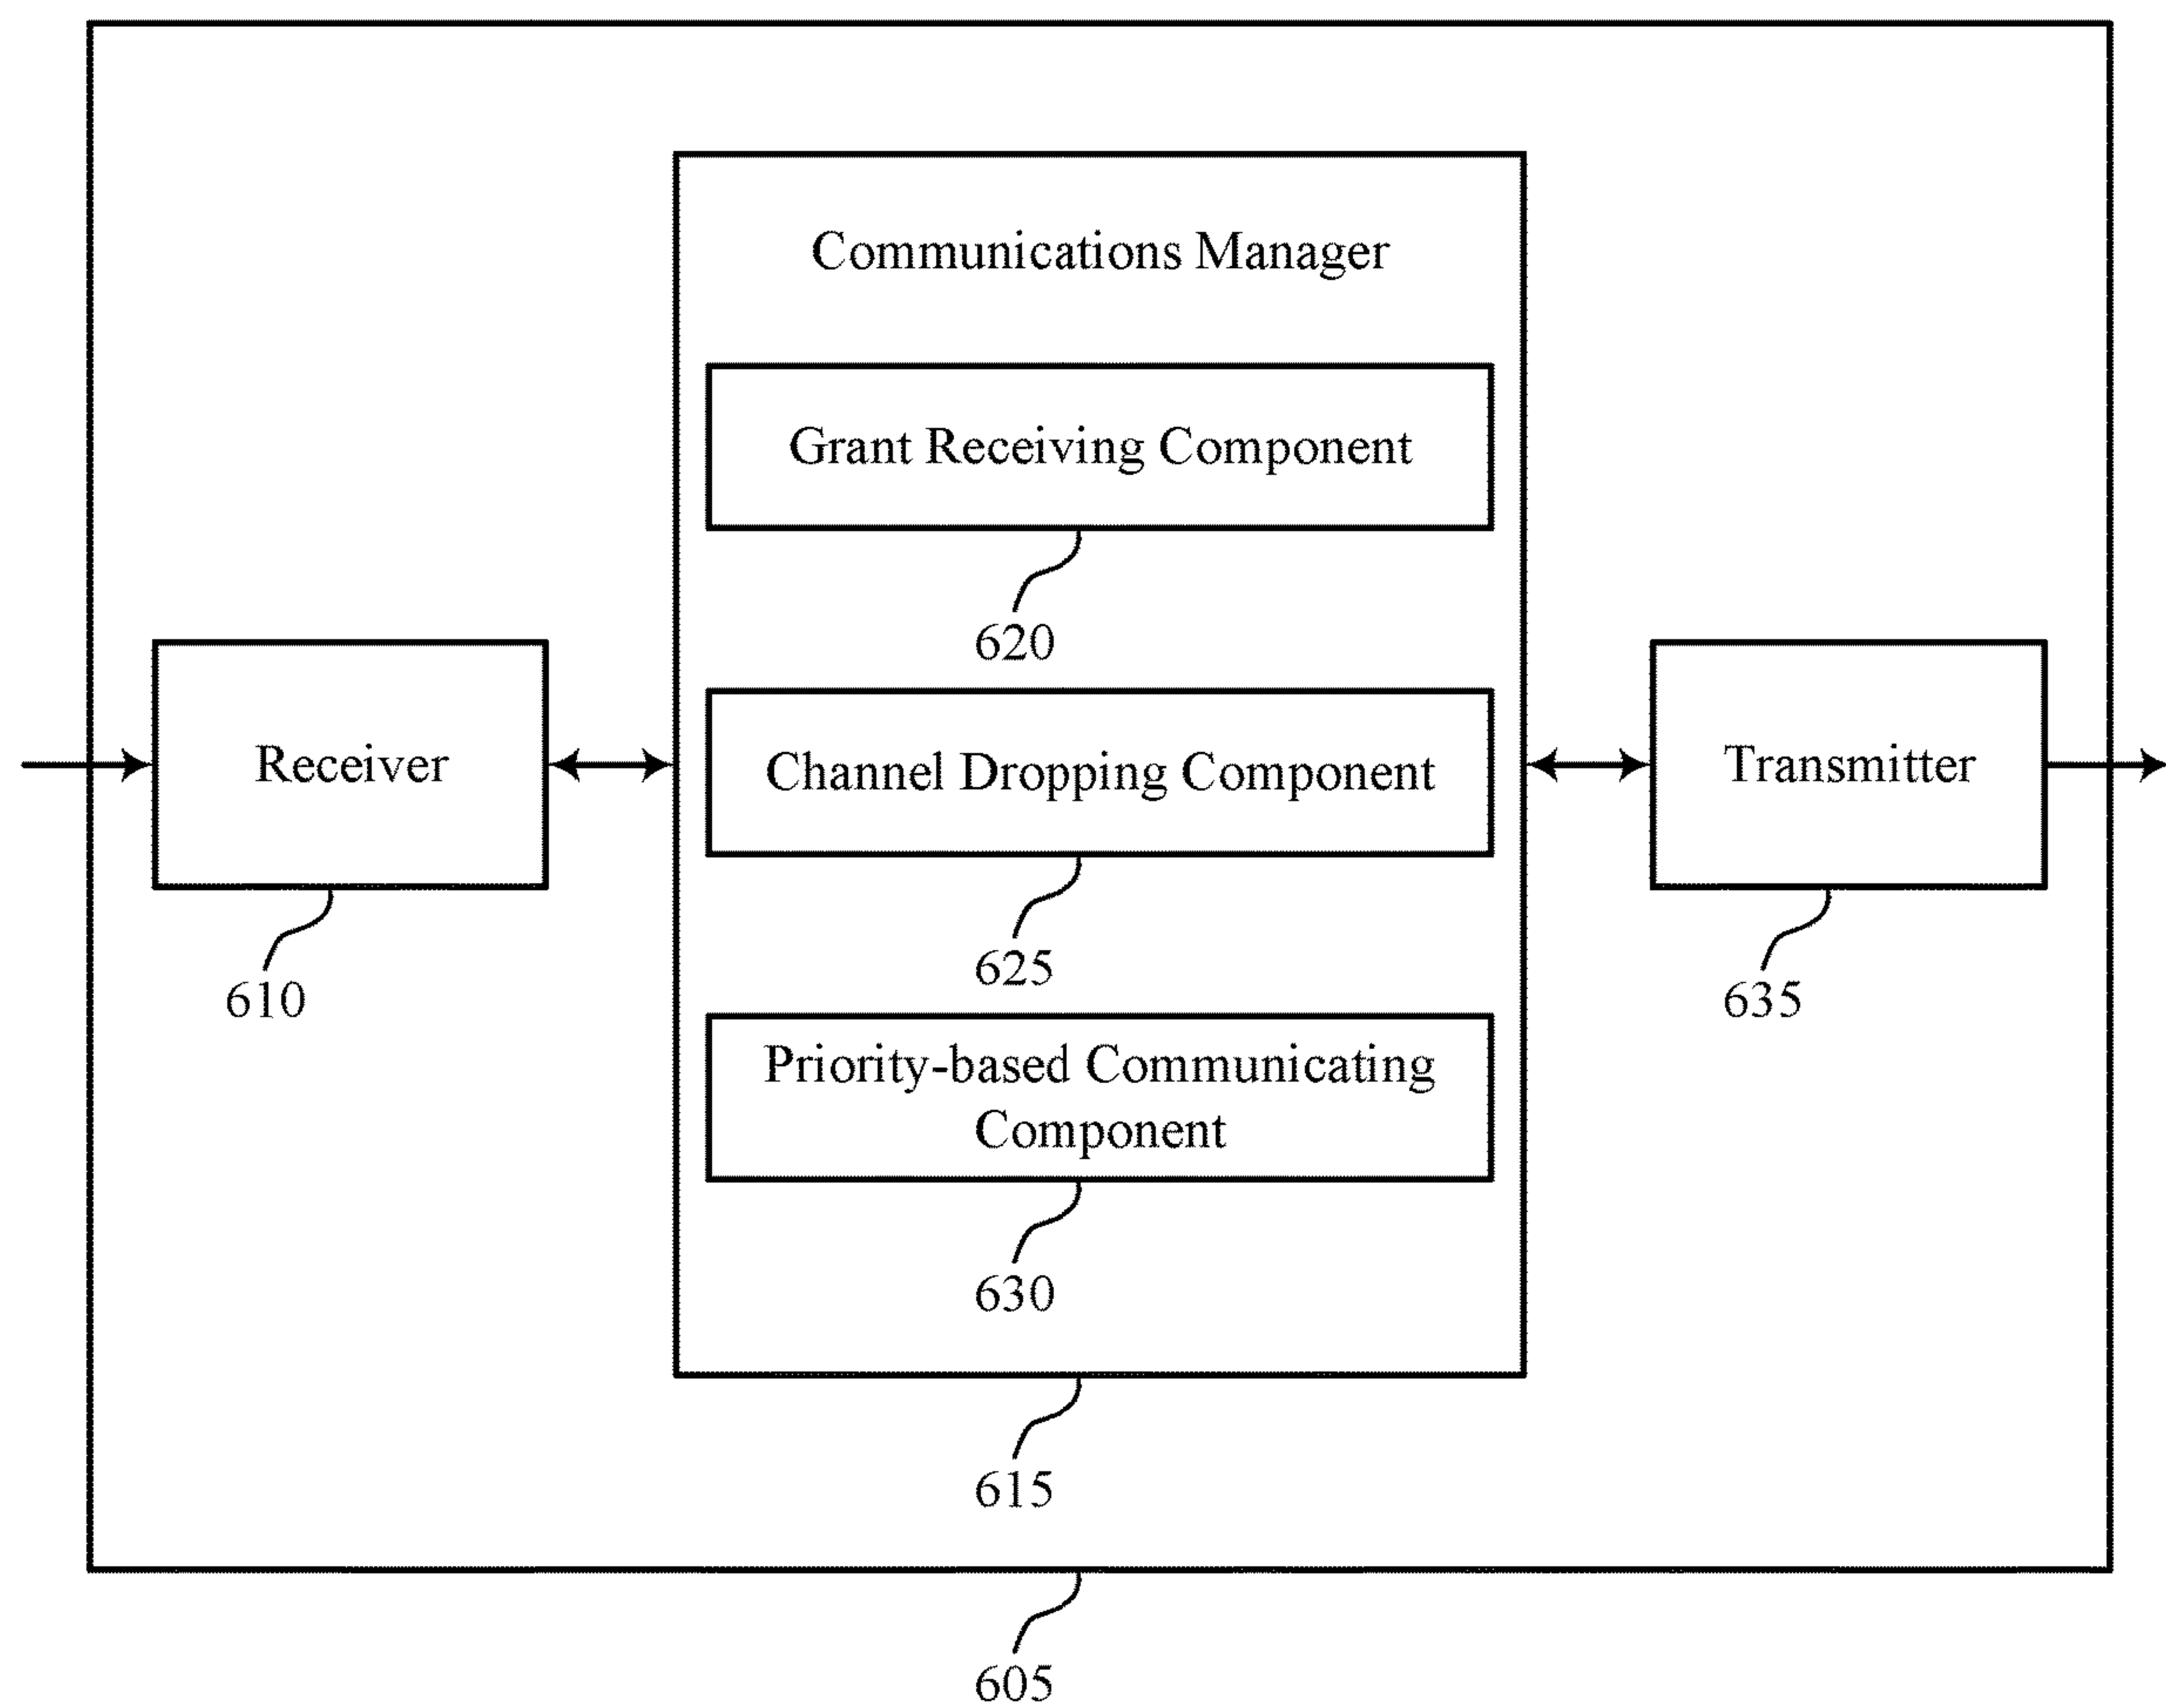 Communications Manager
Grant Receiving Component
620
Receiver
610
Channel Dropping Component
625
Transmitter
635
Priority-based Communicating
Component
630
615
605